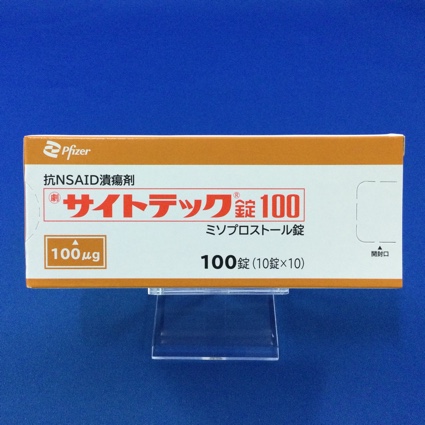 Pfizer
抗NSAID潰瘍剤
劇 サイトテック®錠100
ミソプロストール錠
100μg
100錠(10錠×10)
開封口